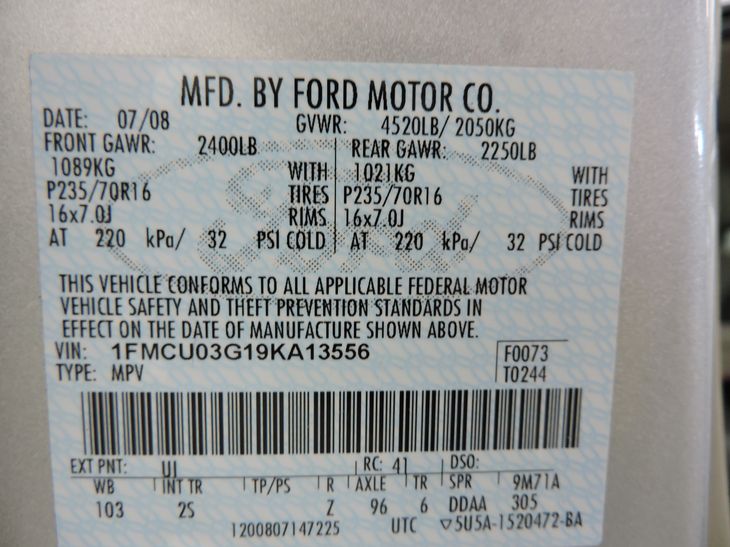 MFD. BY FORD MOTOR CO.
DATE: 07/08 GVWR: 4520LB/ 2050KG
FRONT GAWR: 2400LB REAR GAWR: 2250LB
1089KG WITH 1021KG WITH
P235/70R16 TIRES P235/70R16 TIRES
16x7.0J RIMS 16x7.0J RIMS
AT 220 kPa/ 32 PSI COLD AT 220 kPa/ 32 PSI COLD
THIS VEHICLE CONFORMS TO ALL APPLICABLE FEDERAL MOTOR
VEHICLE SAFETY AND THEFT PREVENTION STANDARDS IN
EFFECT ON THE DATE OF MANUFACTURE SHOWN ABOVE.
VIN: 1FMCU03G19KA13556 F0073
TYPE: MPV T0244
EXT PNT: UI RC: 41 DSO:
WB INT TR TP/PS R AXLE TR SPR 9M71A
103 2S Z 96 6 DDAA 305
1200807147225 UTC ▽5U5A-1520472-BA